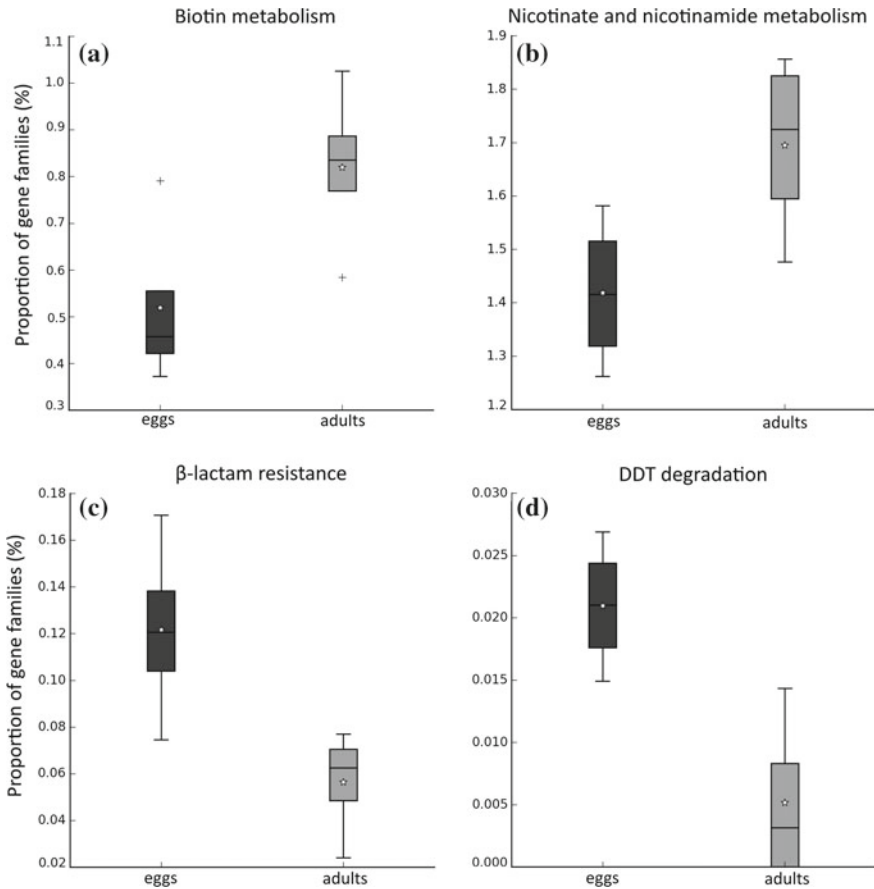 Biotin metabolism
(a)
Proportion of gene families (%)
1.1
1.0
0.9
0.8
0.7
0.6
0.5
0.4
0.3
eggs
adults
Nicotinate and nicotinamide metabolism
(b)
1.9
1.8
1.7
1.6
1.5
1.4
1.3
1.2
eggs
adults
β-lactam resistance
(c)
Proportion of gene families (%)
0.18
0.16
0.14
0.12
0.10
0.08
0.06
0.04
0.02
eggs
adults
DDT degradation
(d)
0.030
0.025
0.020
0.015
0.010
0.005
0.000
eggs
adults